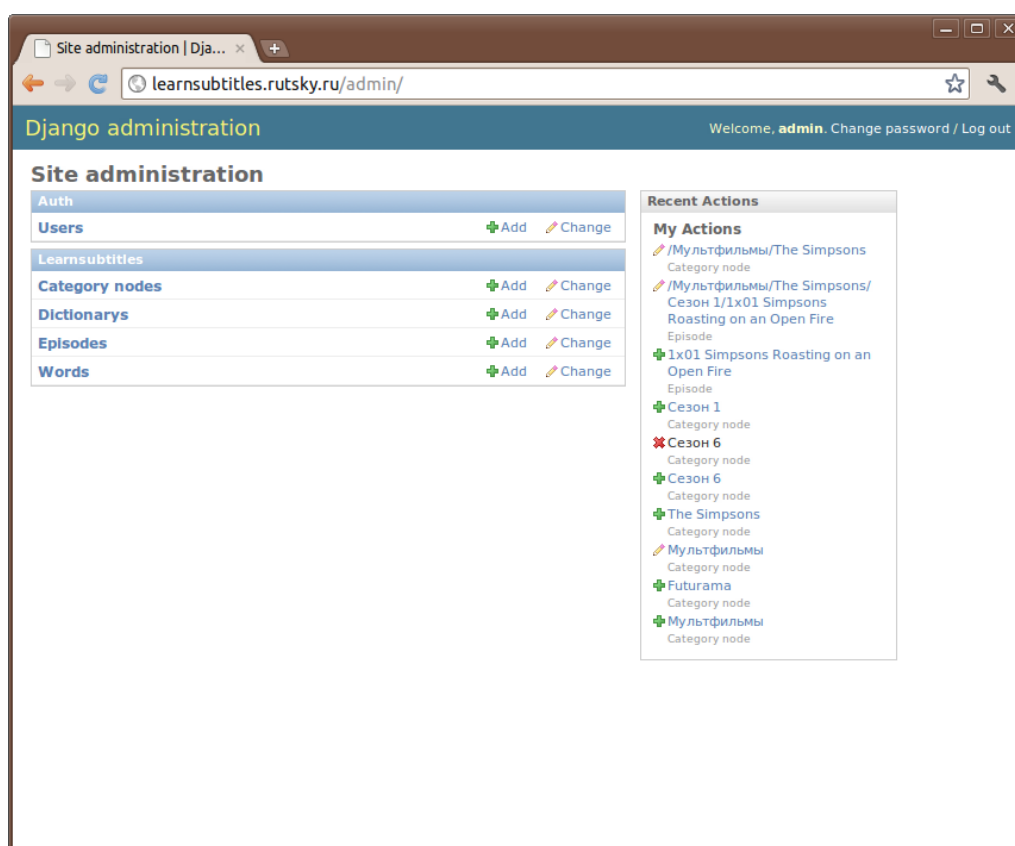 Site administration | Dja...
learnsubtitles.rutsky.ru/admin/
Django administration
Welcome, admin. Change password / Log out
Site administration
Auth
Users Add Change
Learnsubtitles
Category nodes Add Change
Dictionarys Add Change
Episodes Add Change
Words Add Change
Recent Actions
My Actions
/Мультфильмы/The Simpsons
Category node
/Мультфильмы/The Simpsons/
Сезон 1/1x01 Simpsons
Roasting on an Open Fire
Episode
1x01 Simpsons Roasting on an
Open Fire
Episode
Сезон 1
Category node
Сезон 6
Category node
Сезон 6
Category node
The Simpsons
Category node
Мультфильмы
Category node
Futurama
Category node
Мультфильмы
Category node